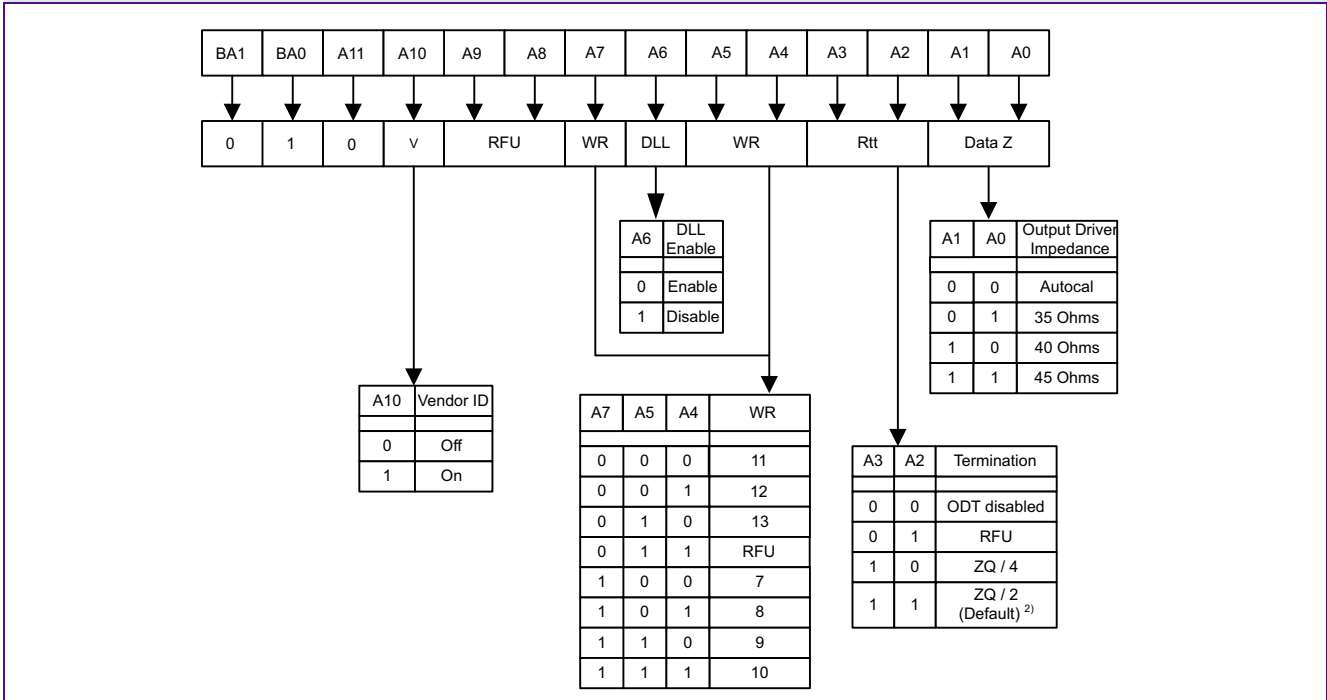 BA1 BA0 A11 A10 A9 A8 A7 A6 A5 A4 A3 A2 A1 A0
0 1 0 V RFU WR DLL WR Rtt Data Z
A6 DLL Enable
0 Enable
1 Disable
A1 A0 Output Driver Impedance
0 0 Autocal
0 1 35 Ohms
1 0 40 Ohms
1 1 45 Ohms
A10 Vendor ID
0 Off
1 On
A7 A5 A4 WR
0 0 0 11
0 0 1 12
0 1 0 13
0 1 1 RFU
1 0 0 7
1 0 1 8
1 1 0 9
1 1 1 10
A3 A2 Termination
0 0 ODT disabled
0 1 RFU
1 0 ZQ / 4
1 1 ZQ / 2 (Default) 2)